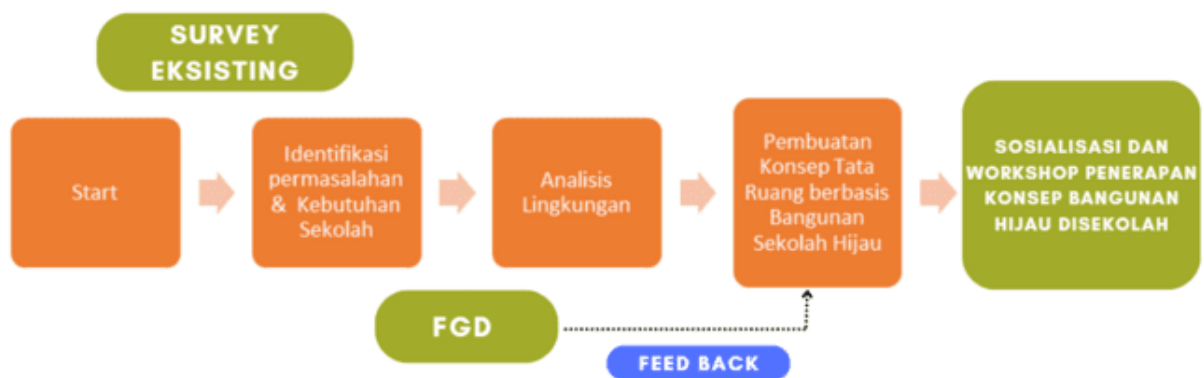 SURVEY
EKSISTING
Start
Identifikasi
permasalahan
& Kebutuhan
Sekolah
Analisis
Lingkungan
Pembuatan
Konsep Tata
Ruang berbasis
Bangunan
Sekolah Hijau
SOSIALISASI DAN
WORKSHOP PENERAPAN
KONSEP BANGUNAN
HIJAU DISEKOLAH
FGD
FEED BACK